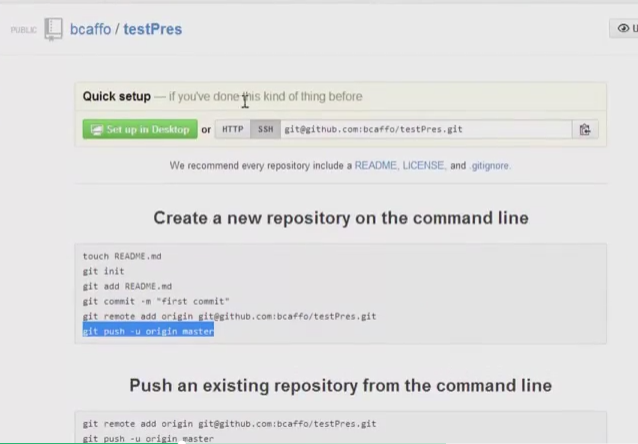 PUBLIC bcaffo / testPres
U
Quick setup — if you've done this kind of thing before
Set up in Desktop or HTTP SSH git@github.com:bcaffo/testPres.git
We recommend every repository include a README, LICENSE, and .gitignore.
Create a new repository on the command line
touch README.md
git init
git add README.md
git commit -m "first commit"
git remote add origin git@github.com:bcaffo/testPres.git
git push -u origin master
Push an existing repository from the command line
git remote add origin git@github.com:bcaffo/testPres.git
git push -u origin master